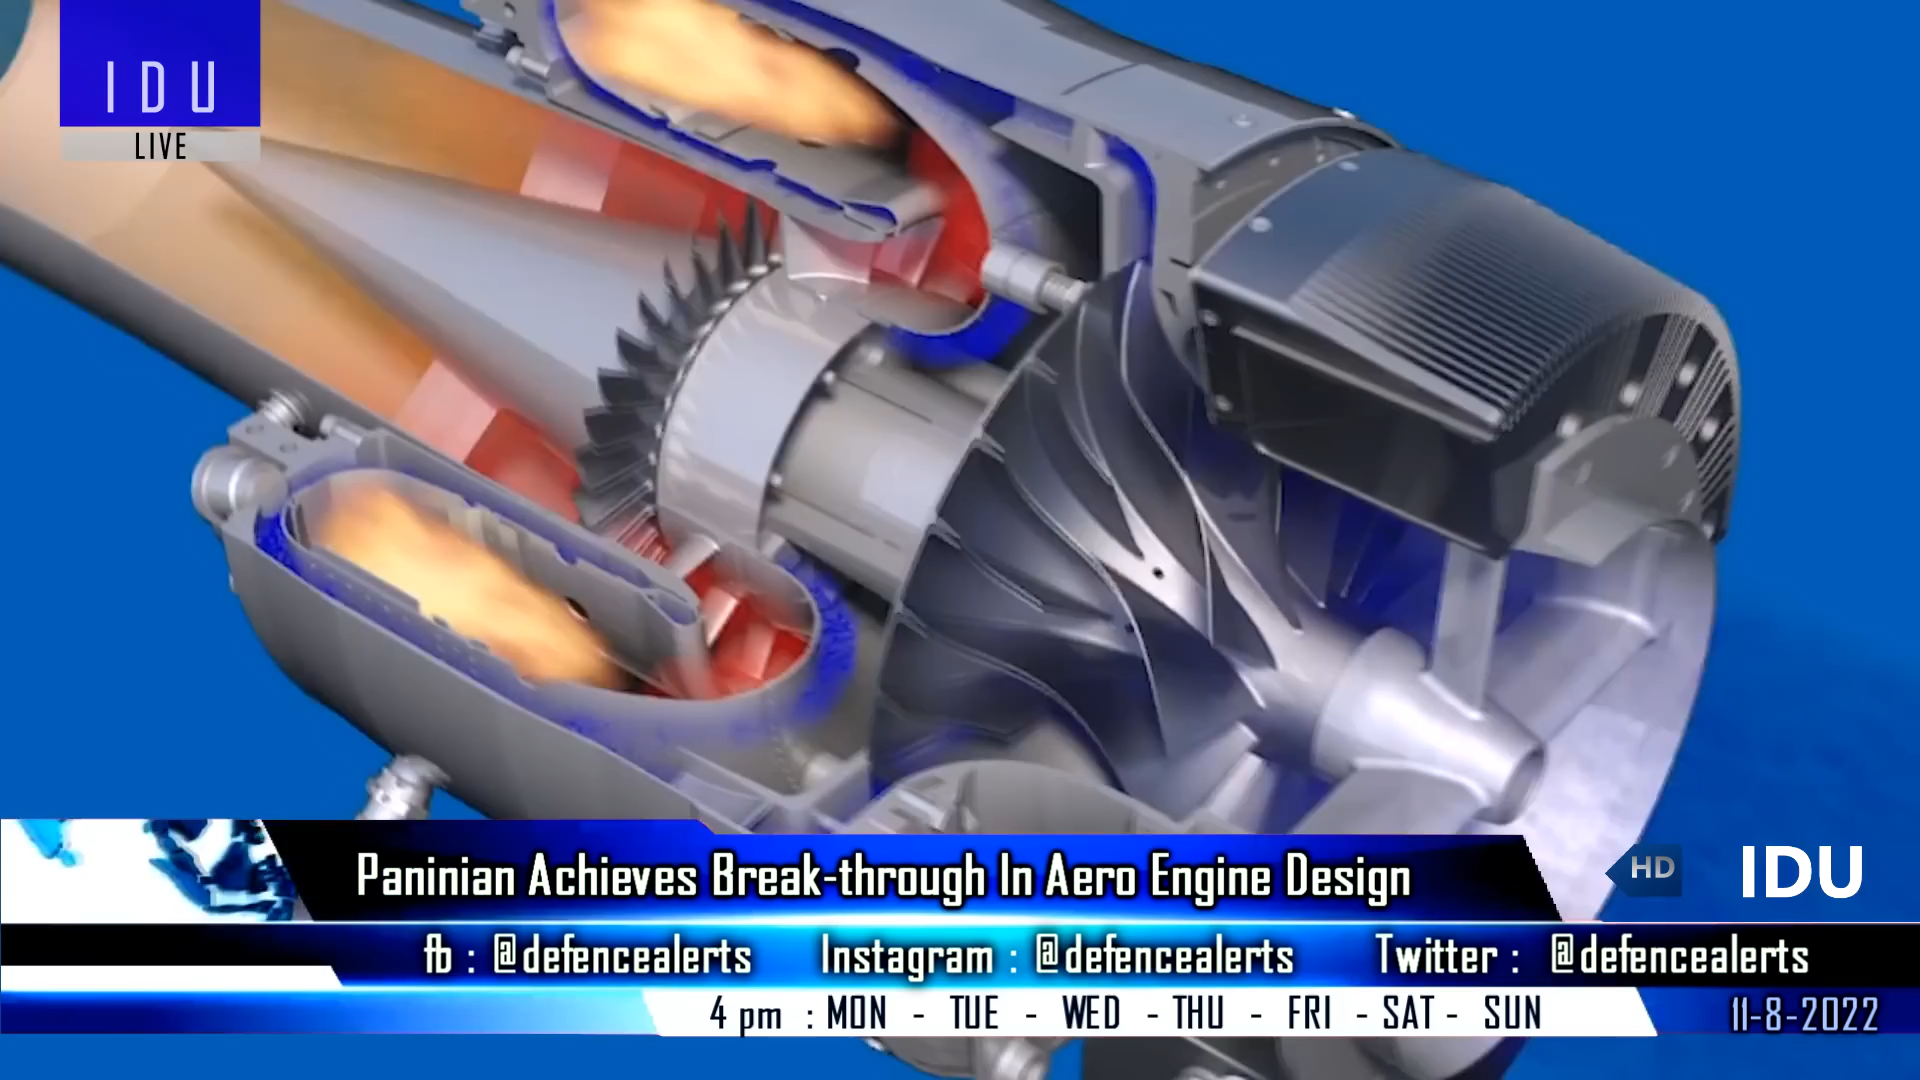 IDU
LIVE
Paninian Achieves Break-through In Aero Engine Design
HD
IDU
fb : @defencealerts Instagram : @defencealerts Twitter : @defencealerts
4 pm : MON - TUE - WED - THU - FRI - SAT - SUN
11-8-2022